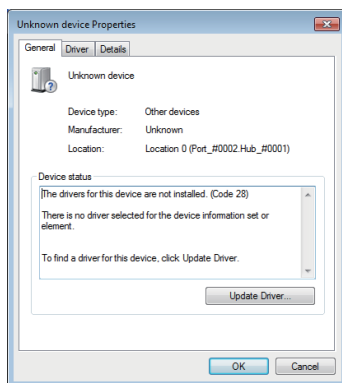 Unknown device Properties
General Driver Details
Unknown device
Device type: Other devices
Manufacturer: Unknown
Location: Location 0 (Port_#0002.Hub_#0001)
Device status
The drivers for this device are not installed. (Code 28)
There is no driver selected for the device information set or
element.
To find a driver for this device, click Update Driver.
Update Driver...
OK Cancel